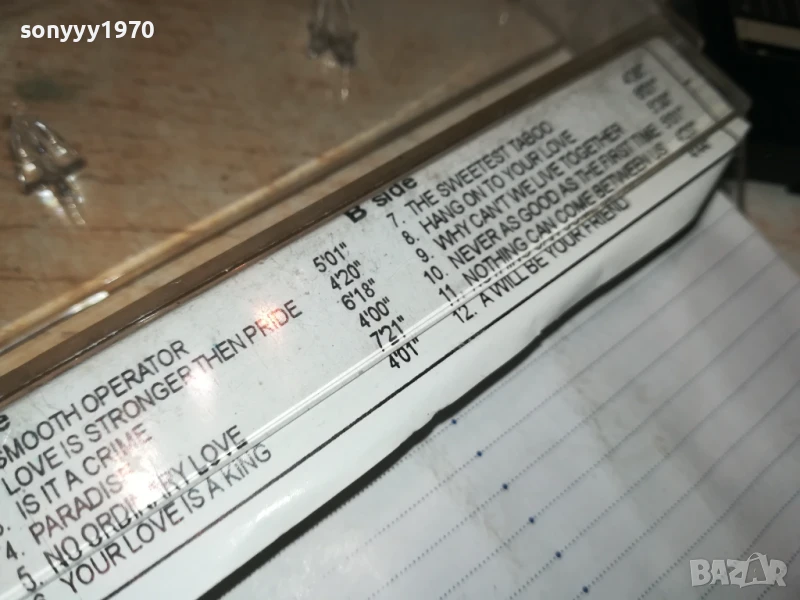 sonyyy1970
SMOOTH OPERATOR 5'01"
LOVE IS STRONGER THEN PRIDE 4'20"
IS IT A CRIME 6'18"
4. PARADISE 4'00"
5. NO ORDINARY LOVE 7'21"
YOUR LOVE IS A KING 4'01"
B side
7. THE SWEETEST TABOO
8. HANG ON TO YOUR LOVE
9. WHY CAN'T WE LIVE TOGETHER
10. NEVER AS GOOD AS THE FIRST TIME
11. NOTHING CAN COME BETWEEN US
12. A WILL BE YOUR FRIEND
BAZAR